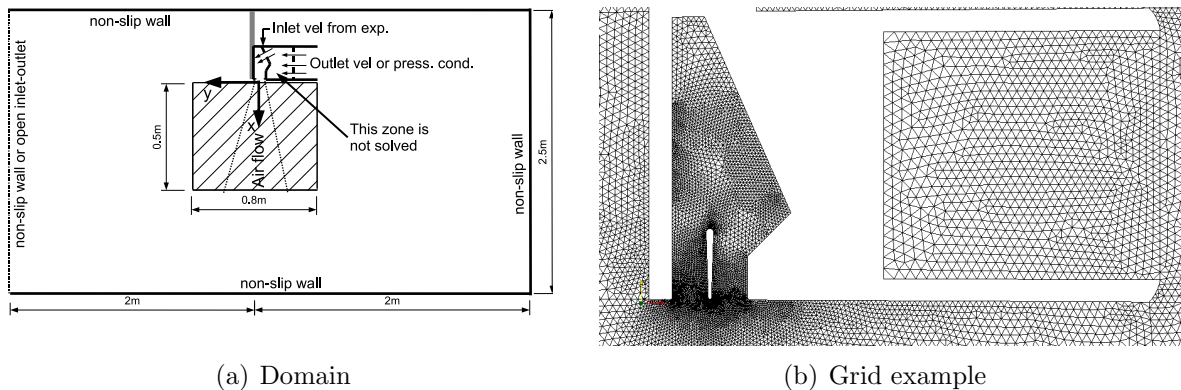 non-slip wall
Inlet vel from exp.
Outlet vel or press. cond.
This zone is
not solved
y
x
Air flow
0.5m
0.8m
non-slip wall or open inlet-outlet
non-slip wall
2.5m
non-slip wall
2m
2m
(a) Domain
(b) Grid example